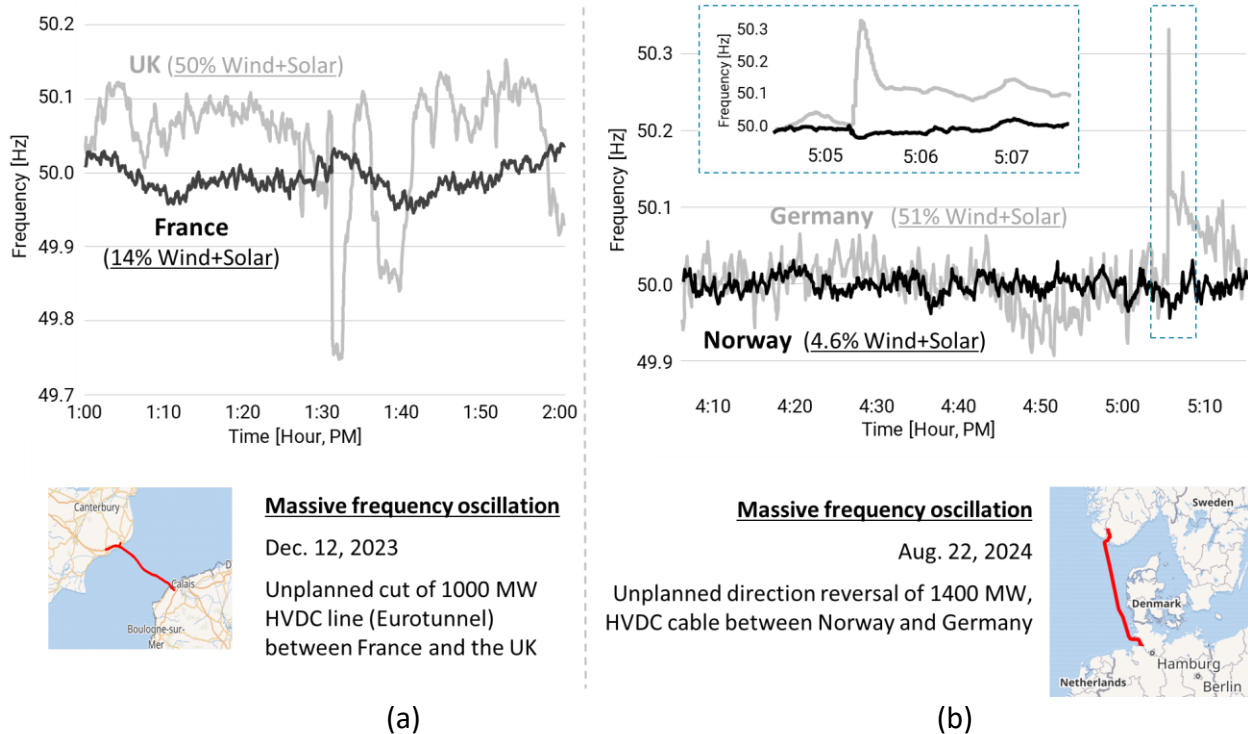 50.2
50.1
50.0
49.9
49.8
49.7
Frequency [Hz]
UK (50% Wind+Solar)
France
(14% Wind+Solar)
1:00 1:10 1:20 1:30 1:40 1:50 2:00
Time [Hour, PM]
Canterbury
Calais
Boulogne-sur-
Mer
D
Massive frequency oscillation
Dec. 12, 2023
Unplanned cut of 1000 MW
HVDC line (Eurotunnel)
between France and the UK
(a)
50.3
50.2
50.1
50.0
49.9
Frequency [Hz]
50.3
50.2
50.1
50.0
Frequency [Hz]
5:05 5:06 5:07
Germany (51% Wind+Solar)
Norway (4.6% Wind+Solar)
4:10 4:20 4:30 4:40 4:50 5:00 5:10
Time [Hour, PM]
Massive frequency oscillation
Aug. 22, 2024
Unplanned direction reversal of 1400 MW,
HVDC cable between Norway and Germany
Sweden
Denmark
Hamburg
Netherlands
Berlin
(b)